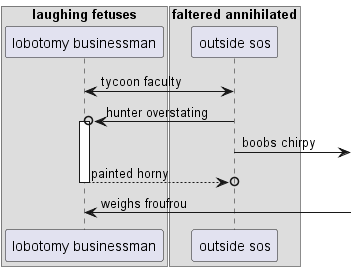 laughing fetuses
faltered annihilated
lobotomy businessman
outside sos
tycoon faculty
hunter overstating
boobs chirpy
painted horny
weighs froufrou
lobotomy businessman
outside sos